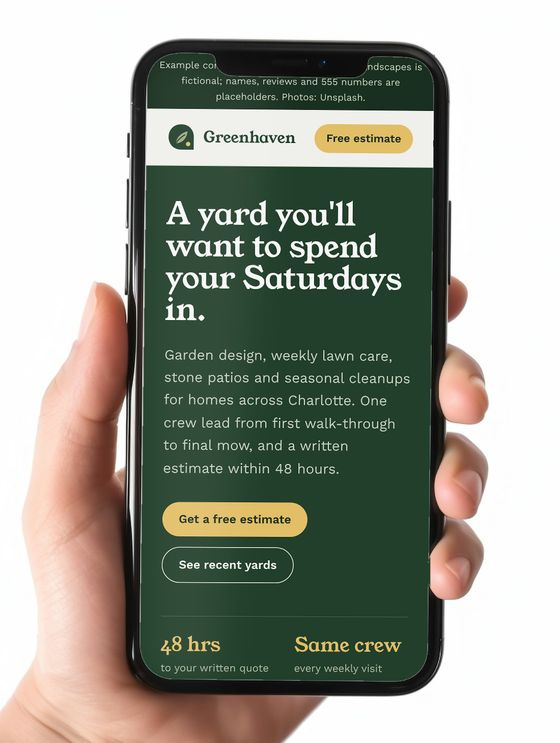 Example con ndscapes is
fictional; names, reviews and 555 numbers are
placeholders. Photos: Unsplash.
Greenhaven
Free estimate
A yard you'll
want to spend
your Saturdays
in.
Garden design, weekly lawn care,
stone patios and seasonal cleanups
for homes across Charlotte. One
crew lead from first walk-through
to final mow, and a written
estimate within 48 hours.
Get a free estimate
See recent yards
48 hrs
Same crew
to your written quote
every weekly visit